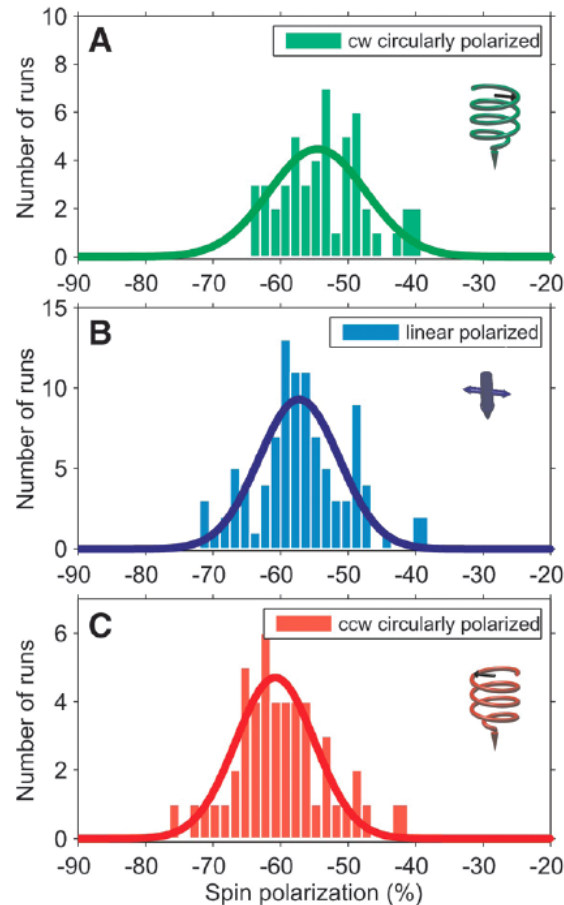 A
cw circularly polarized
Number of runs
10
8
6
4
2
0
-90 -80 -70 -60 -50 -40 -30 -20
B
linear polarized
Number of runs
15
10
5
0
-90 -80 -70 -60 -50 -40 -30 -20
C
ccw circularly polarized
Number of runs
6
4
2
0
-90 -80 -70 -60 -50 -40 -30 -20
Spin polarization (%)